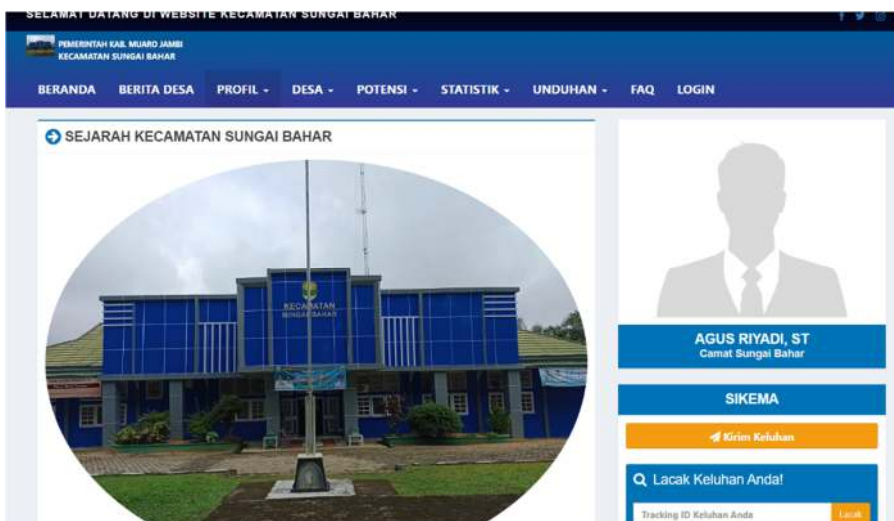 SELAMAT DATANG DI WEBSITE KECAMATAN SUNGAI BAHAR
PEMERINTAH KAB. MUARO JAMBI
KECAMATAN SUNGAI BAHAR
BERANDA BERITA DESA PROFIL DESA POTENSI STATISTIK UNDUHAN FAQ LOGIN
SEJARAH KECAMATAN SUNGAI BAHAR
KECAMATAN
SUNGAI BAHAR
AGUS RIYADI, ST
Camat Sungai Bahar
SIKEMA
Kirim Keluhan
Lacak Keluhan Anda!
Tracking ID Keluhan Anda
Lacak